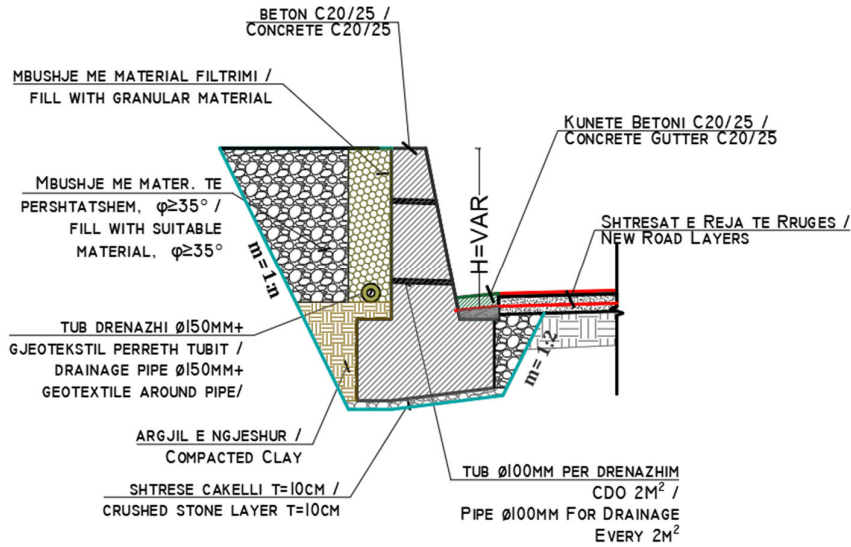 BETON C20/25 /
CONCRETE C20/25
MBUSHJE ME MATERIAL FILTRIMI /
FILL WITH GRANULAR MATERIAL
KUNETE BETONI C20/25 /
CONCRETE GUTTER C20/25
MBUSHJE ME MATER. TE
PERSHTATSHEM, φ≥35° /
FILL WITH SUITABLE
MATERIAL, φ≥35°
H=VAR
SHTRESAT E REJA TE RRUGES /
NEW ROAD LAYERS
m = 1:n
TUB DRENAZHI Ø150MM+
GJEOTEKSTIL PERRETH TUBIT /
DRAINAGE PIPE Ø150MM+
GEOTEXTILE AROUND PIPE/
m = 1:2
ARGJIL E NGJESHUR /
COMPACTED CLAY
SHTRESE CAKELLI T=10CM /
CRUSHED STONE LAYER T=10CM
TUB Ø100MM PER DRENAZHIM
CDO 2M² /
PIPE Ø100MM FOR DRAINAGE
EVERY 2M²